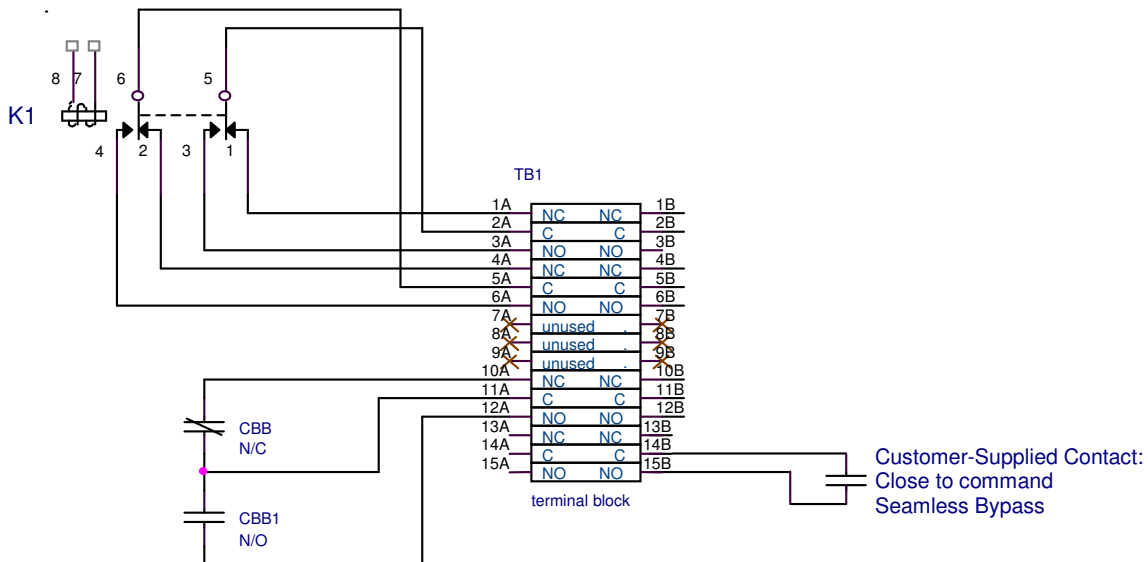 8 7
6
5
K1
4
2
3
1
TB1
1A NC NC 1B
2A C C 2B
3A NO NO 3B
4A NC NC 4B
5A C C 5B
6A NO NO 6B
7A unused . 7B
8A unused . 8B
9A unused . 9B
10A NC NC 10B
11A C C 11B
12A NO NO 12B
13A NC NC 13B
14A C C 14B
15A NO NO 15B
terminal block
CBB
N/C
CBB1
N/O
Customer-Supplied Contact:
Close to command
Seamless Bypass